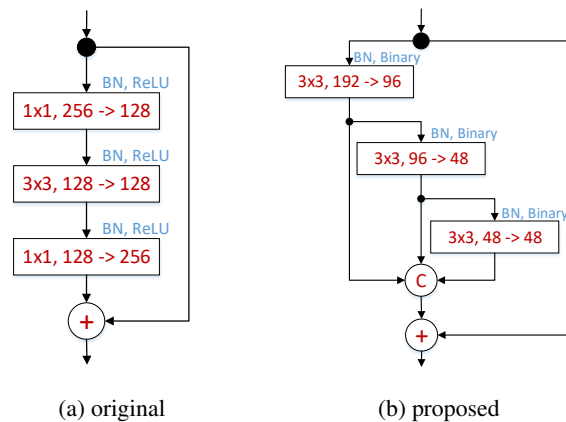 BN, ReLU
1x1, 256 -> 128
BN, ReLU
3x3, 128 -> 128
BN, ReLU
1x1, 128 -> 256
+
(a) original
BN, Binary
3x3, 192 -> 96
BN, Binary
3x3, 96 -> 48
BN, Binary
3x3, 48 -> 48
C
+
(b) proposed